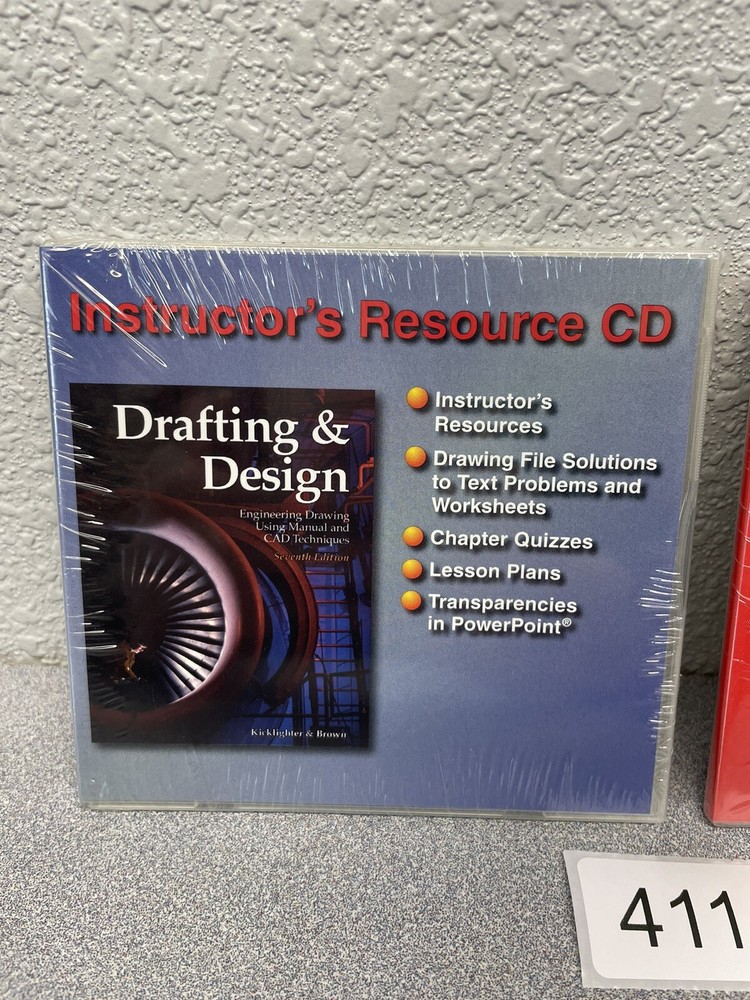 Instructor's Resource CD
Drafting &
Design
Engineering Drawing
Using Manual and
CAD Techniques
Seventh Edition
Kicklighter & Brown
Instructor's
Resources
Drawing File Solutions
to Text Problems and
Worksheets
Chapter Quizzes
Lesson Plans
Transparencies
in PowerPoint®
411